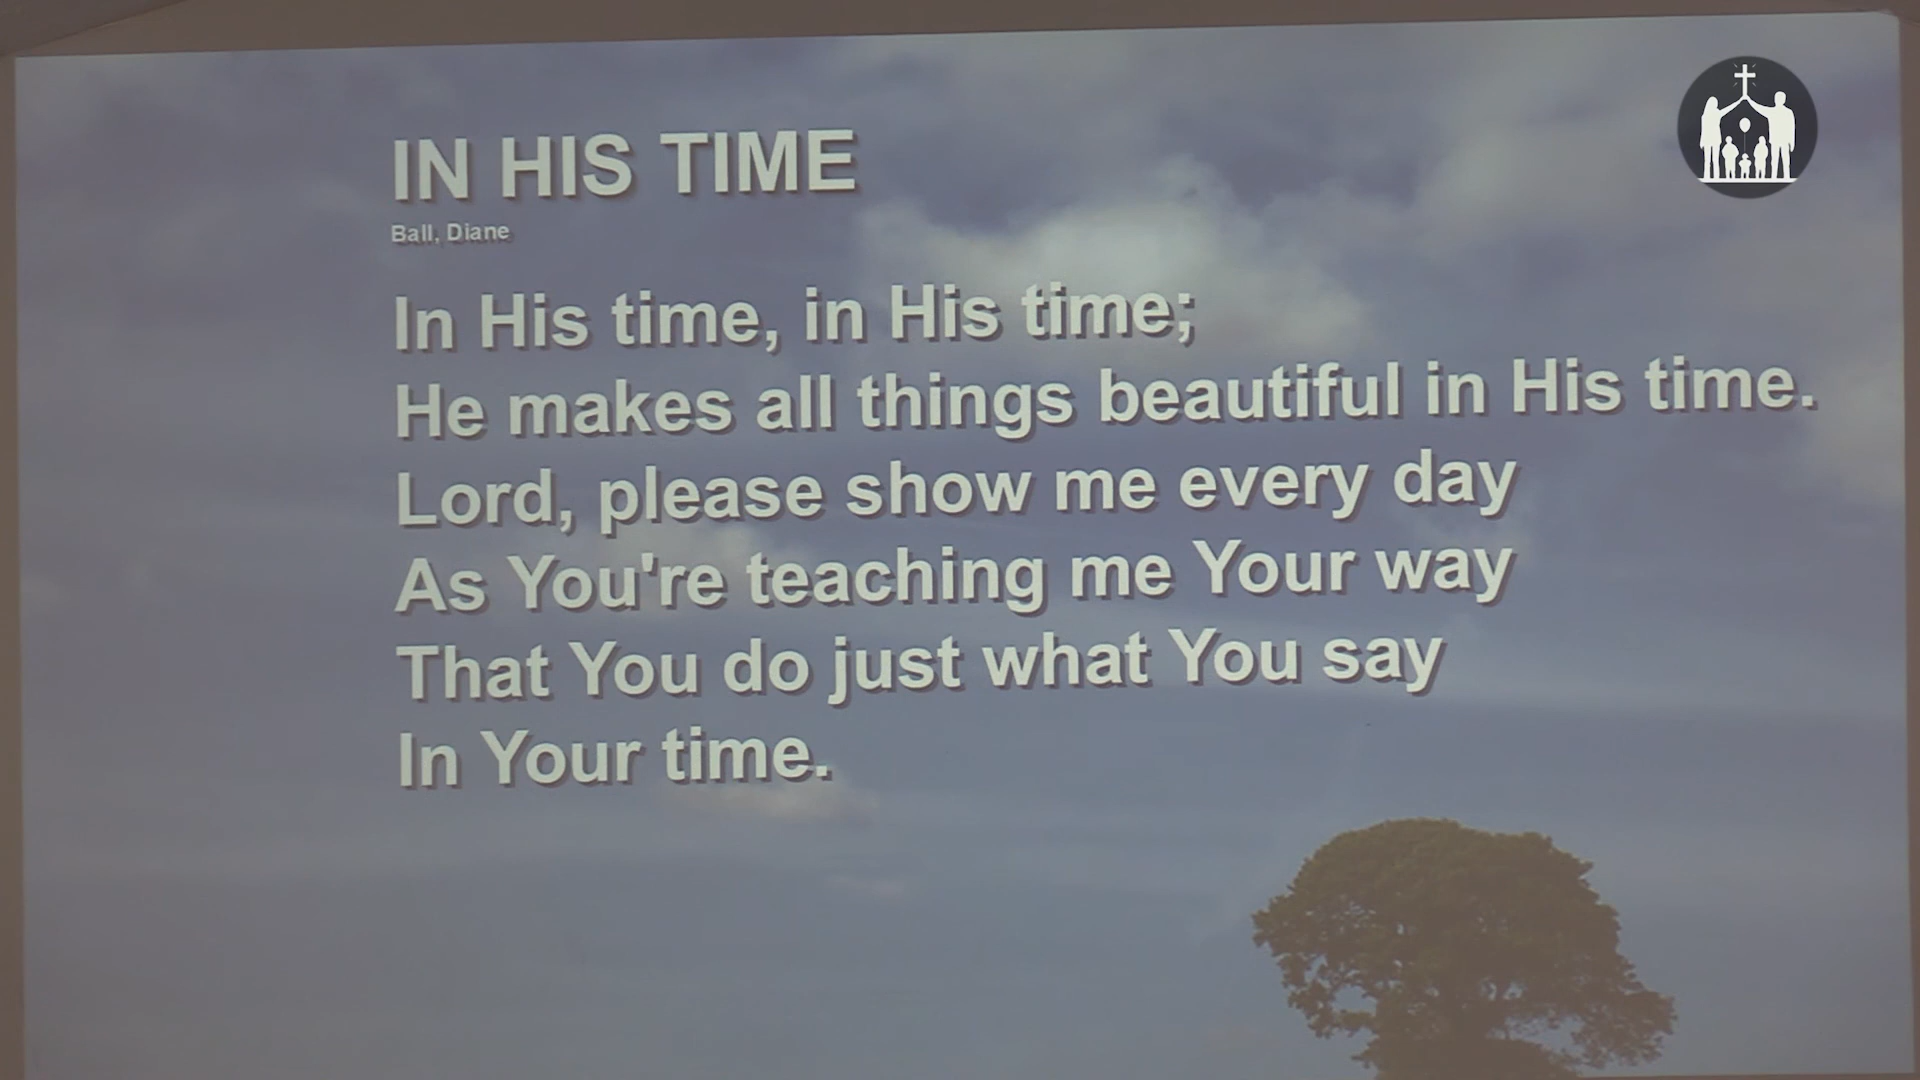 IN HIS TIME
Ball, Diane
In His time, in His time;
He makes all things beautiful in His time.
Lord, please show me every day
As You're teaching me Your way
That You do just what You say
In Your time.